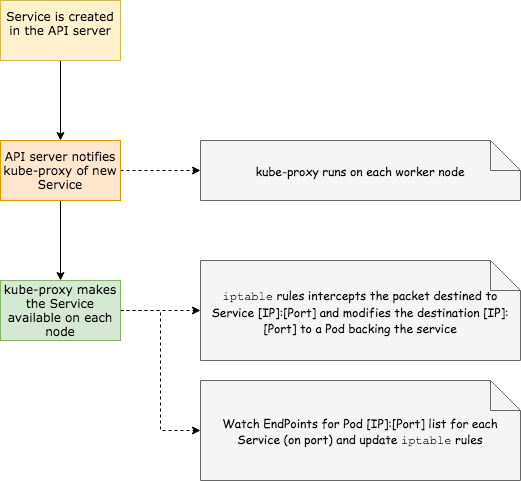 Service is created
in the API server
API server notifies
kube-proxy of new
Service
kube-proxy runs on each worker node
kube-proxy makes
the Service
available on each
node
iptable rules intercepts the packet destined to
Service [IP]:[Port] and modifies the destination [IP]:
[Port] to a Pod backing the service
Watch EndPoints for Pod [IP]:[Port] list for each
Service (on port) and update iptable rules